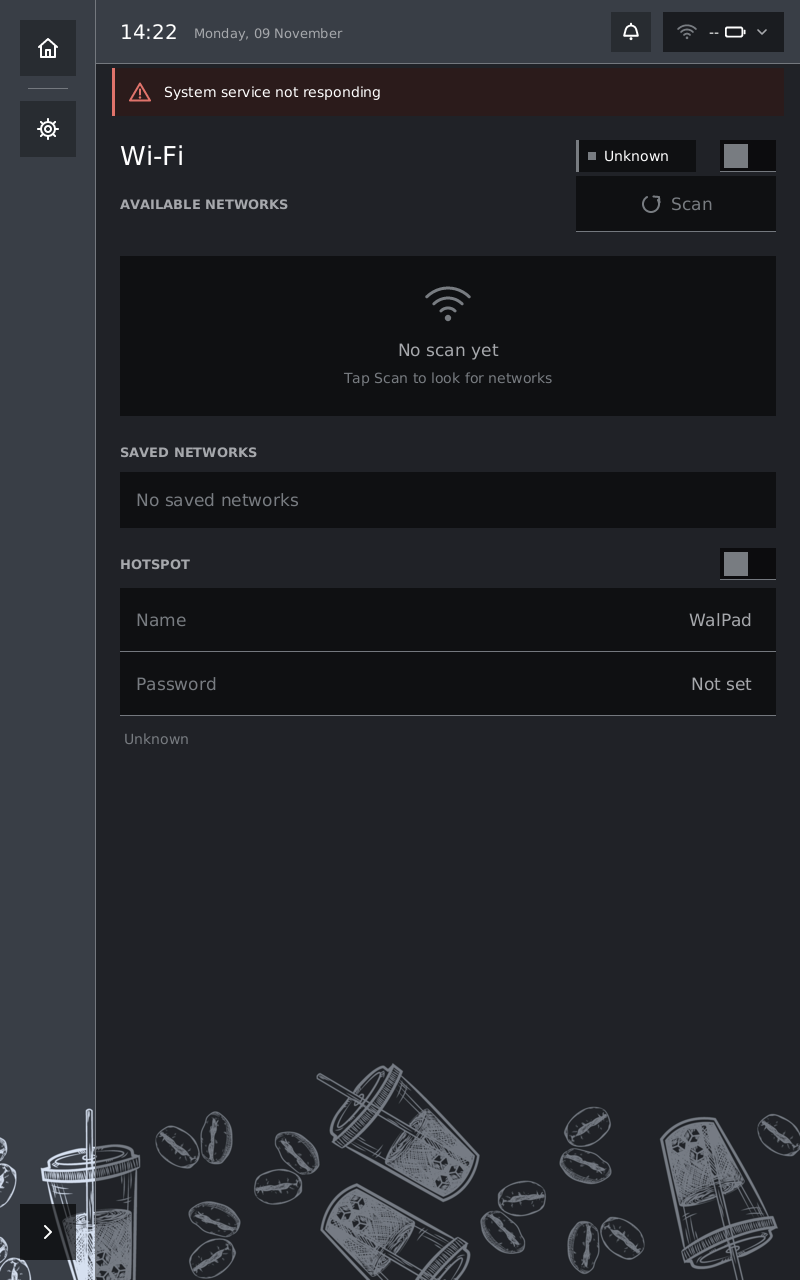 14:22 Monday, 09 November
--
System service not responding
Wi-Fi
Unknown
AVAILABLE NETWORKS
Scan
No scan yet
Tap Scan to look for networks
SAVED NETWORKS
No saved networks
HOTSPOT
Name WalPad
Password Not set
Unknown